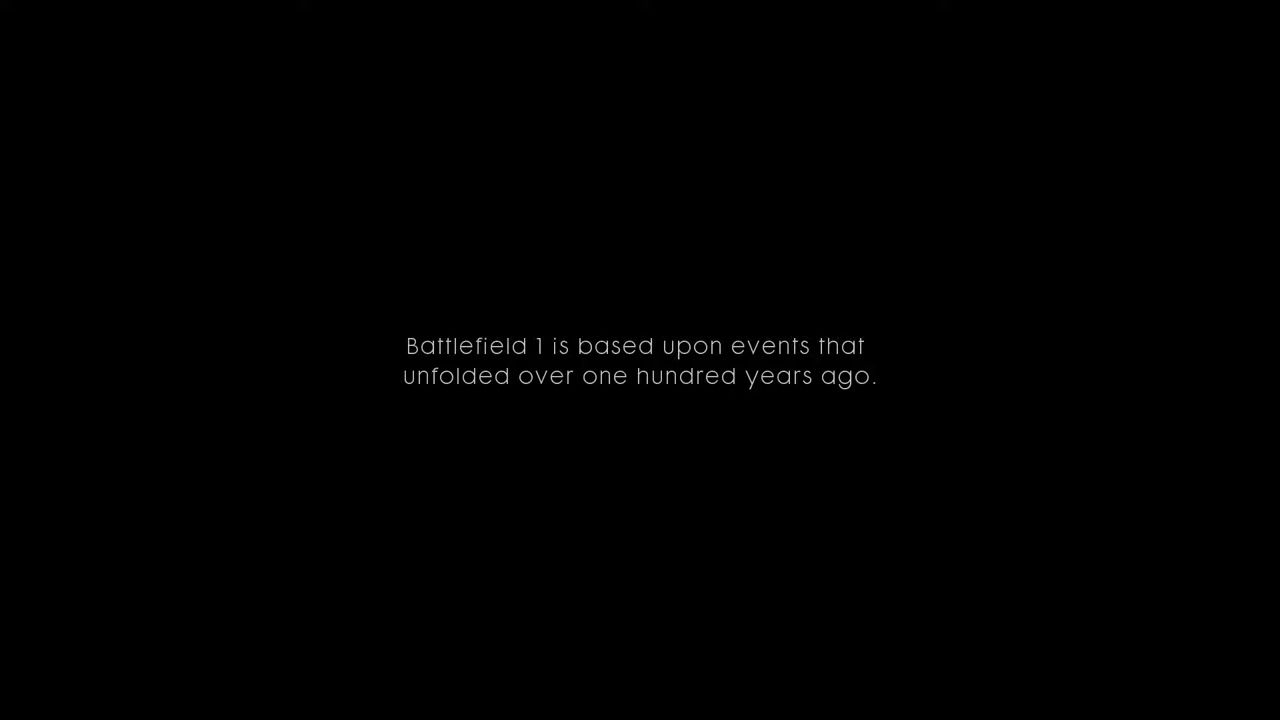 Battlefield 1 is based upon events that
unfolded over one hundred years ago.